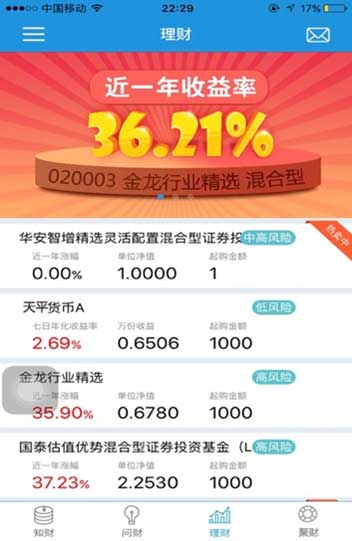 中国移动 22:29 17%
理财
近一年收益率
36.21%
020003 金龙行业精选 混合型
华安智增精选灵活配置混合型证券投 中高风险 热卖中
近一年涨幅 单位净值 起购金额
0.00% 1.0000 1
天平货币A 低风险
七日年化收益率 万份收益 起购金额
2.69% 0.6506 1000
金龙行业精选 高风险
近一年涨幅 单位净值 起购金额
35.90% 0.6780 1000
国泰估值优势混合型证券投资基金（L 高风险
近一年涨幅 单位净值 起购金额
37.23% 2.2530 1000
知财 问财 理财 聚财